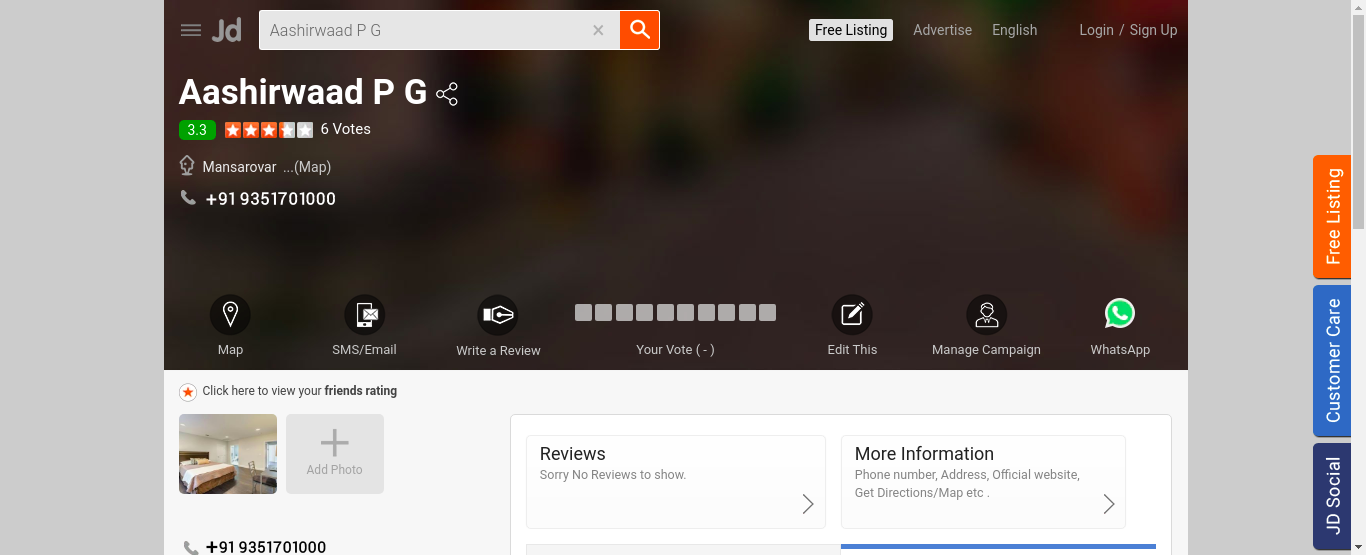 Jd
Aashirwaad P G
Free Listing
Advertise
English
Login / Sign Up
Aashirwaad P G
3.3
6 Votes
Mansarovar ...(Map)
+91 9351701000
Map
SMS/Email
Write a Review
Your Vote ( - )
Edit This
Manage Campaign
WhatsApp
Click here to view your friends rating
Add Photo
+91 9351701000
Reviews
Sorry No Reviews to show.
More Information
Phone number, Address, Official website,
Get Directions/Map etc .
Free Listing
Customer Care
JD Social